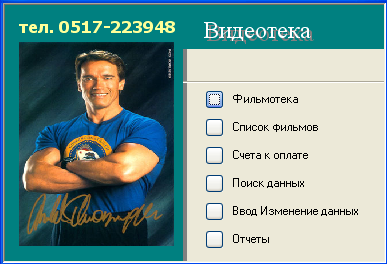 тел. 0517-223948
Видеотека
Фильмотека
Список фильмов
Счета к оплате
Поиск данных
Ввод Изменение данных
Отчеты